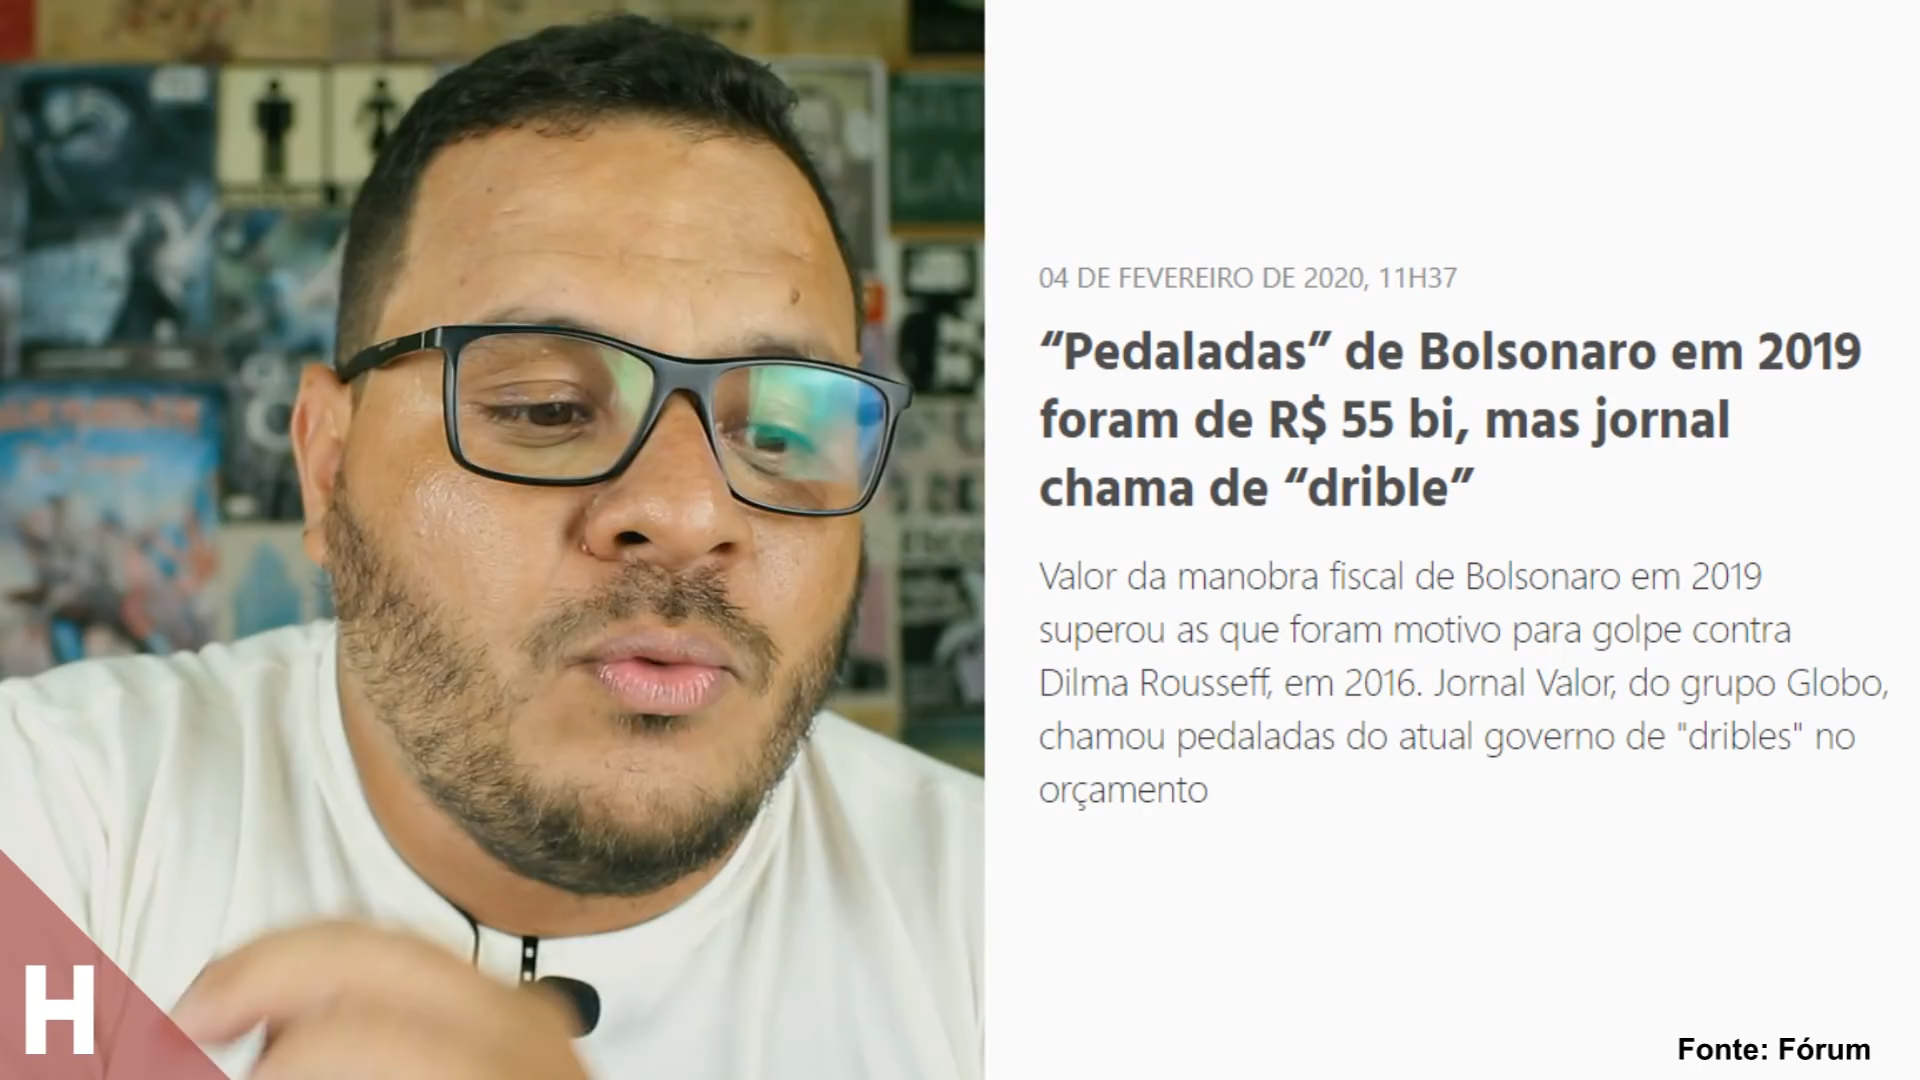 04 DE FEVEREIRO DE 2020, 11H37
“Pedaladas” de Bolsonaro em 2019
foram de R$ 55 bi, mas jornal
chama de “drible”
Valor da manobra fiscal de Bolsonaro em 2019
superou as que foram motivo para golpe contra
Dilma Rousseff, em 2016. Jornal Valor, do grupo Globo,
chamou pedaladas do atual governo de "dribles" no
orçamento
H
Fonte: Fórum